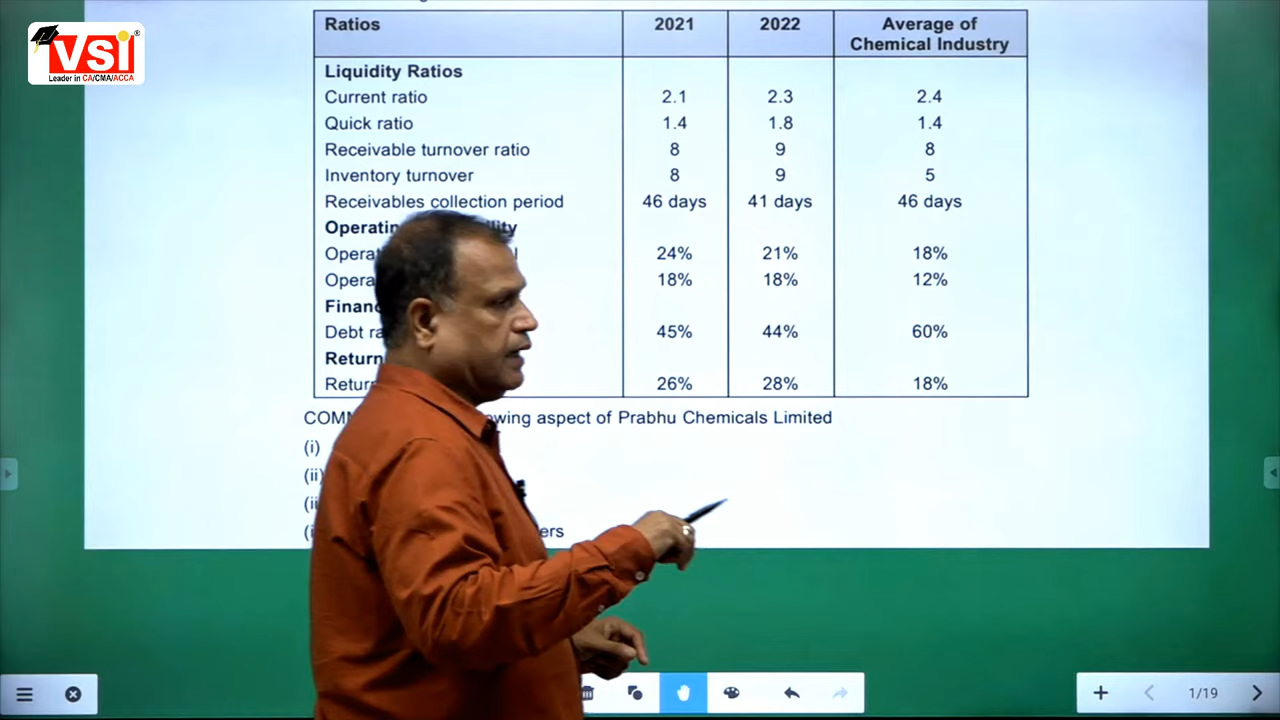 VSI
Leader in CA/CMA/ACCA
Ratios 2021 2022 Average of
Chemical Industry
Liquidity Ratios
Current ratio 2.1 2.3 2.4
Quick ratio 1.4 1.8 1.4
Receivable turnover ratio 8 9 8
Inventory turnover 8 9 5
Receivables collection period 46 days 41 days 46 days
24% 21% 18%
18% 18% 12%
Debt 45% 44% 60%
26% 28% 18%
aspect of Prabhu Chemicals Limited
(i)
(ii)
1/19